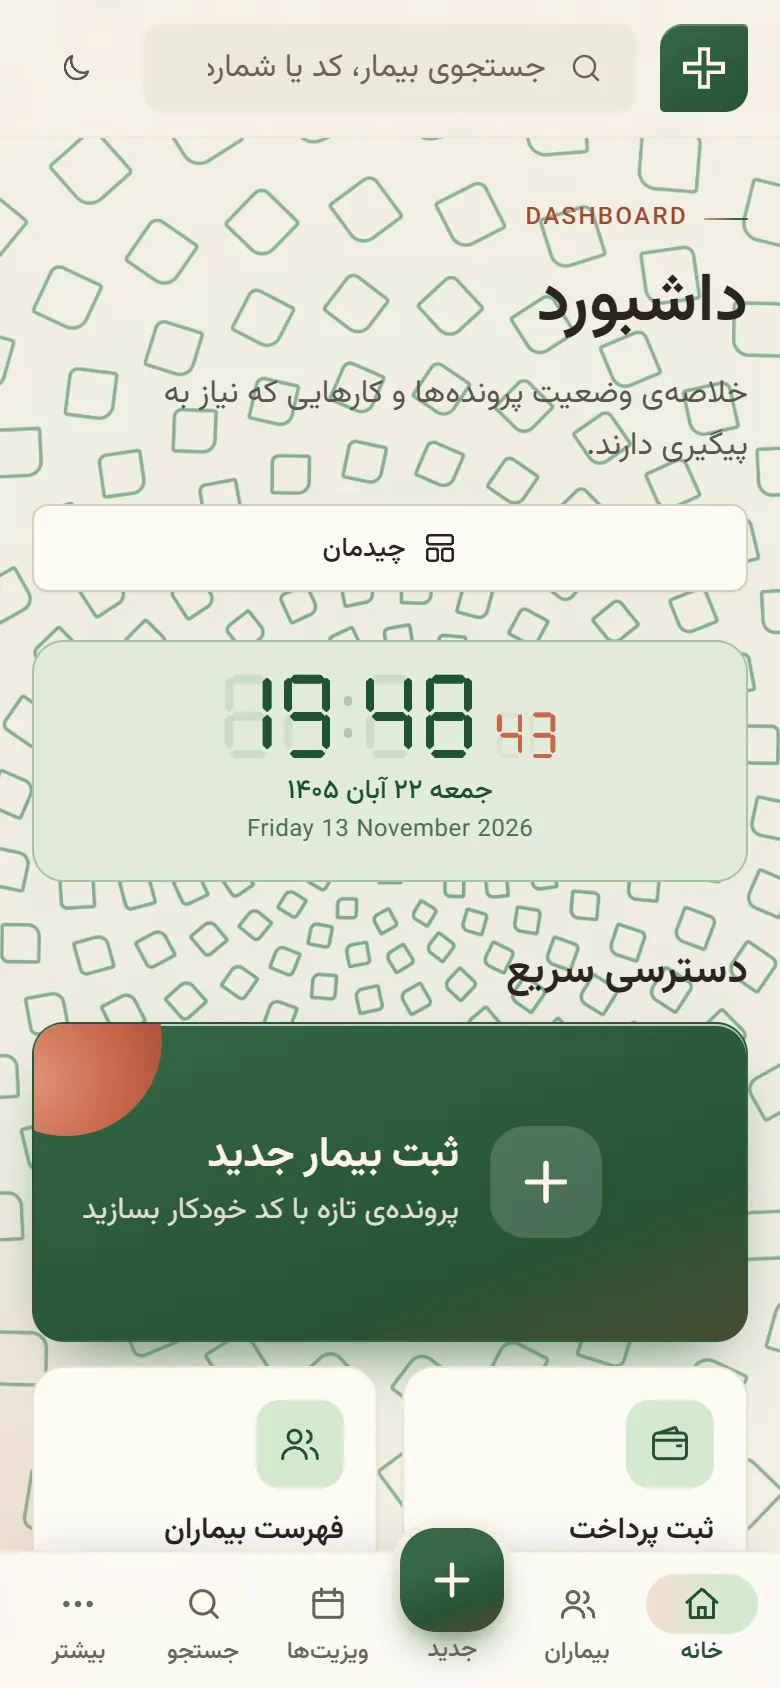 جستجوی بیمار، کد یا شماره
DASHBOARD
داشبورد
خلاصه‌ی وضعیت پرونده‌ها و کارهایی که نیاز به
پیگیری دارند.
چیدمان
19:48 43
جمعه ۲۲ آبان ۱۴۰۵
Friday 13 November 2026
دسترسی سریع
ثبت بیمار جدید
پرونده‌ی تازه با کد خودکار بسازید
ثبت پرداخت
فهرست بیماران
خانه
بیماران
جدید
ویزیت‌ها
جستجو
بیشتر